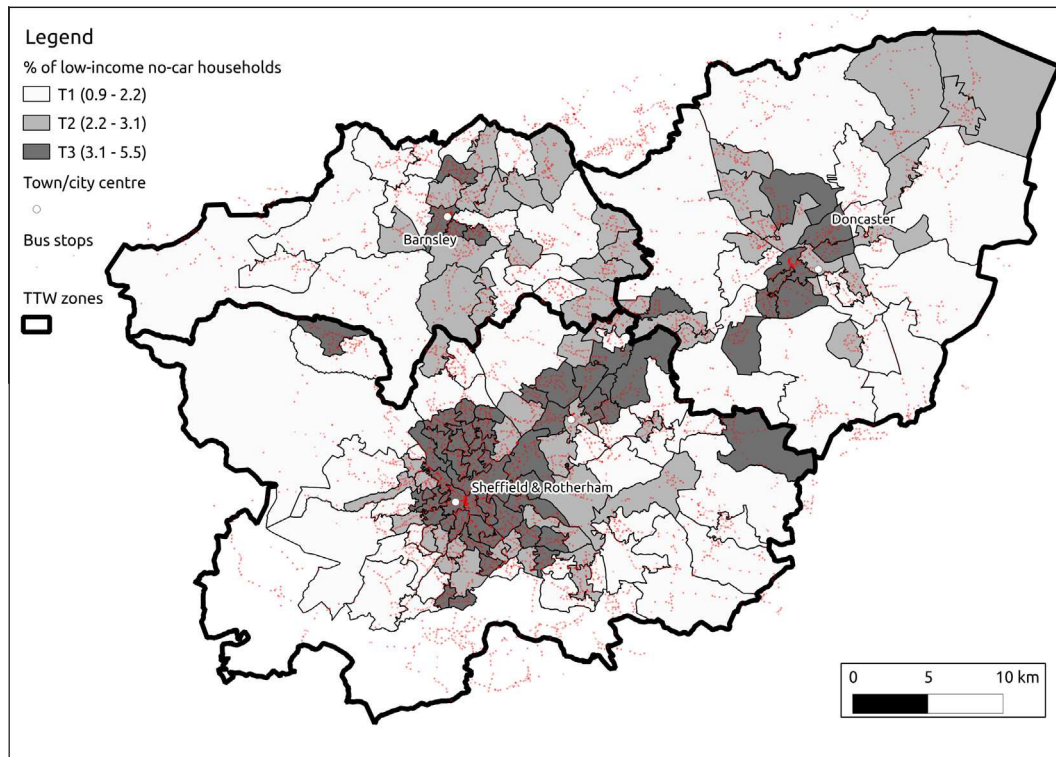 Legend
% of low-income no-car households
T1 (0.9 - 2.2)
T2 (2.2 - 3.1)
T3 (3.1 - 5.5)
Town/city centre
Bus stops
TTW zones
Barnsley
Doncaster
Sheffield & Rotherham
0 5 10 km